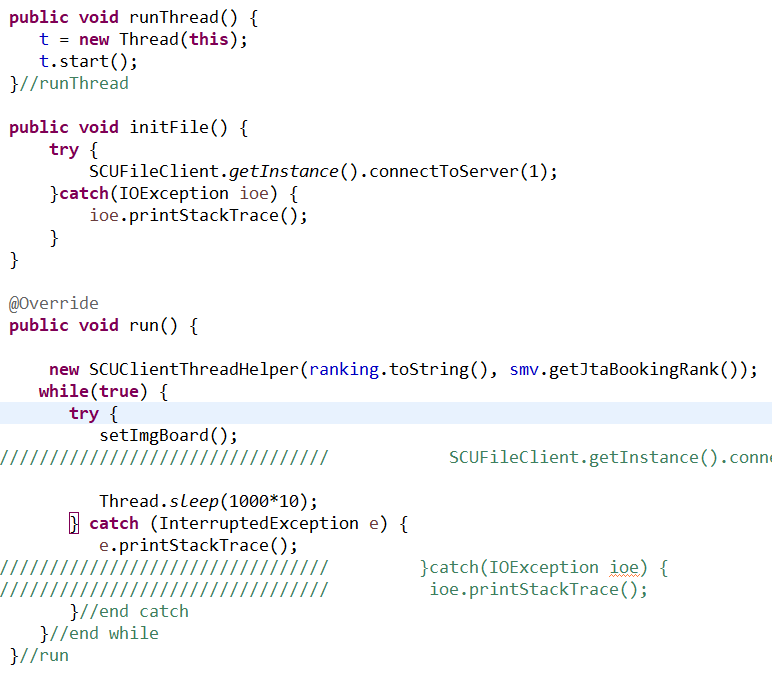 public void runThread() {
t = new Thread(this);
t.start();
}//runThread
public void initFile() {
try {
SCUFileClient.getInstance().connectToServer(1);
}catch(IOException ioe) {
ioe.printStackTrace();
}
}
@Override
public void run() {
new SCUClientThreadHelper(ranking.toString(), smv.getJtaBookingRank());
while(true) {
try {
setImgBoard();
///////////////////////////////// SCUFileClient.getInstance().conne
Thread.sleep(1000*10);
} catch (InterruptedException e) {
e.printStackTrace();
///////////////////////////////// }catch(IOException ioe) {
///////////////////////////////// ioe.printStackTrace();
}//end catch
}//end while
}//run